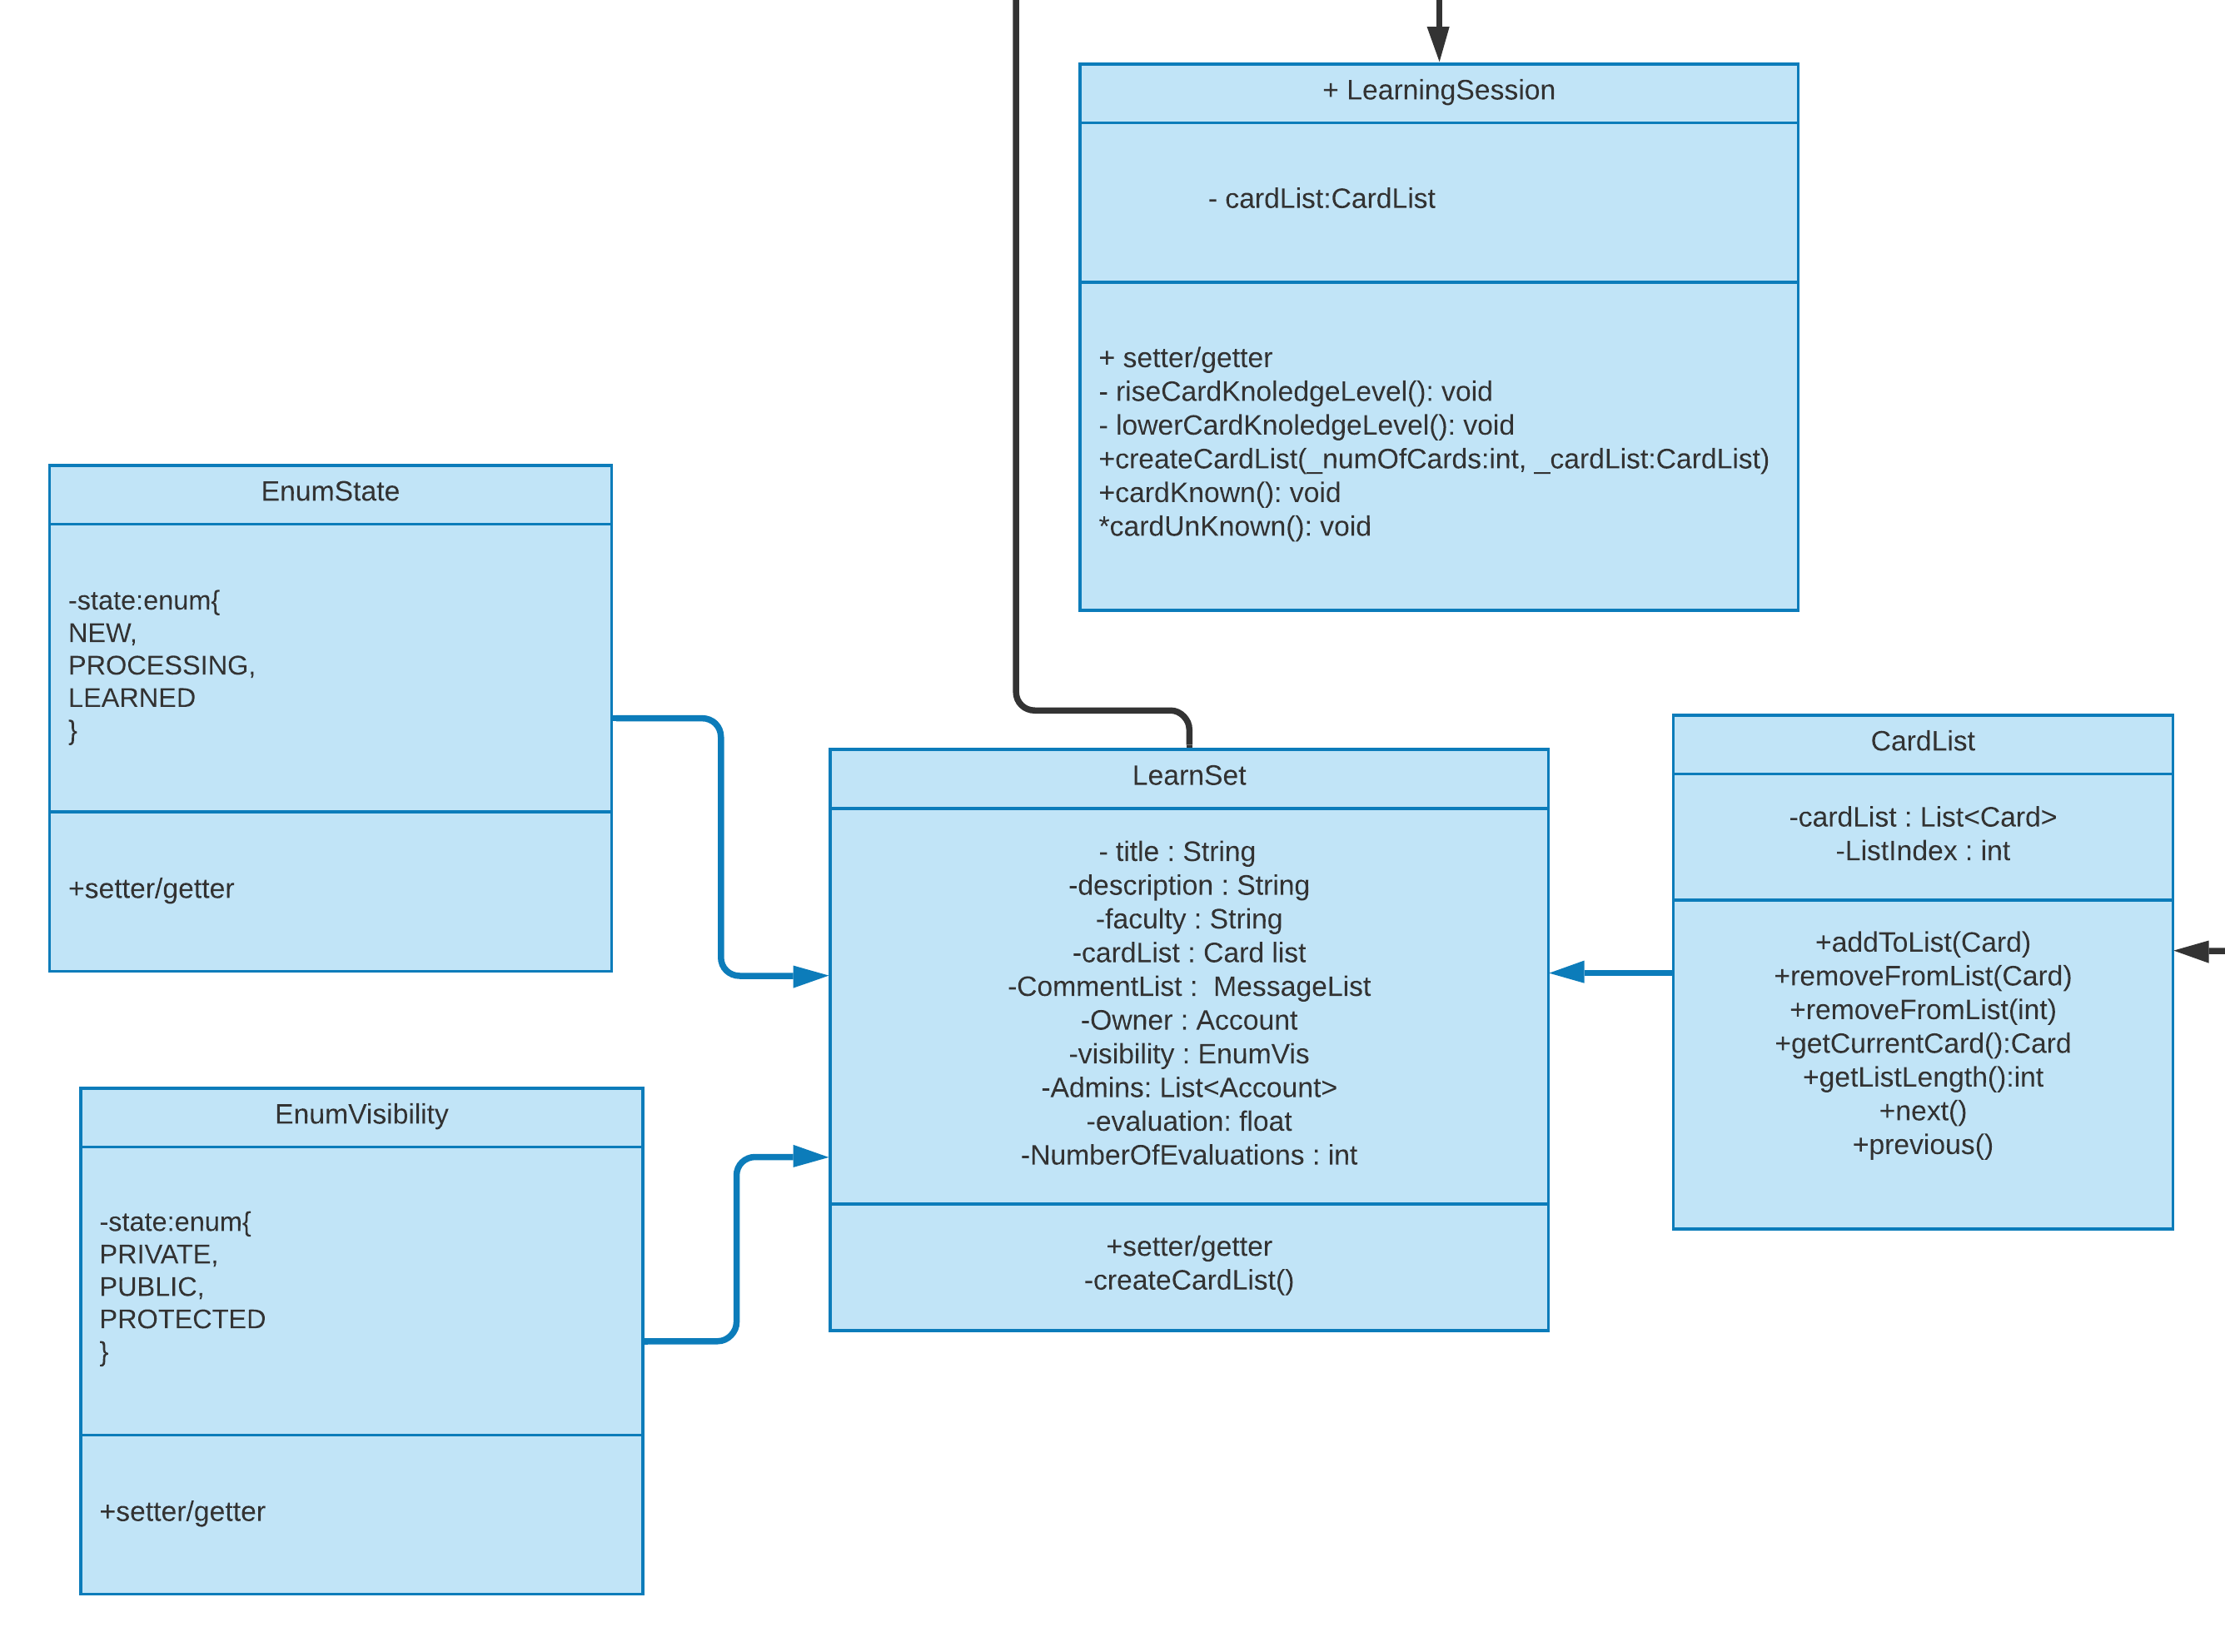 + LearningSession
- cardList:CardList
+ setter/getter
- riseCardKnoledgeLevel(): void
- lowerCardKnoledgeLevel(): void
+createCardList(_numOfCards:int, _cardList:CardList)
+cardKnown(): void
*cardUnKnown(): void
EnumState
-state:enum{
NEW,
PROCESSING,
LEARNED
}
+setter/getter
LearnSet
- title : String
-description : String
-faculty : String
-cardList : Card list
-CommentList :  MessageList
-Owner : Account
-visibility : EnumVis
-Admins: List<Account>
-evaluation: float
-NumberOfEvaluations : int
+setter/getter
-createCardList()
CardList
-cardList : List<Card>
-ListIndex : int
+addToList(Card)
+removeFromList(Card)
+removeFromList(int)
+getCurrentCard():Card
+getListLength():int
+next()
+previous()
EnumVisibility
-state:enum{
PRIVATE,
PUBLIC,
PROTECTED
}
+setter/getter